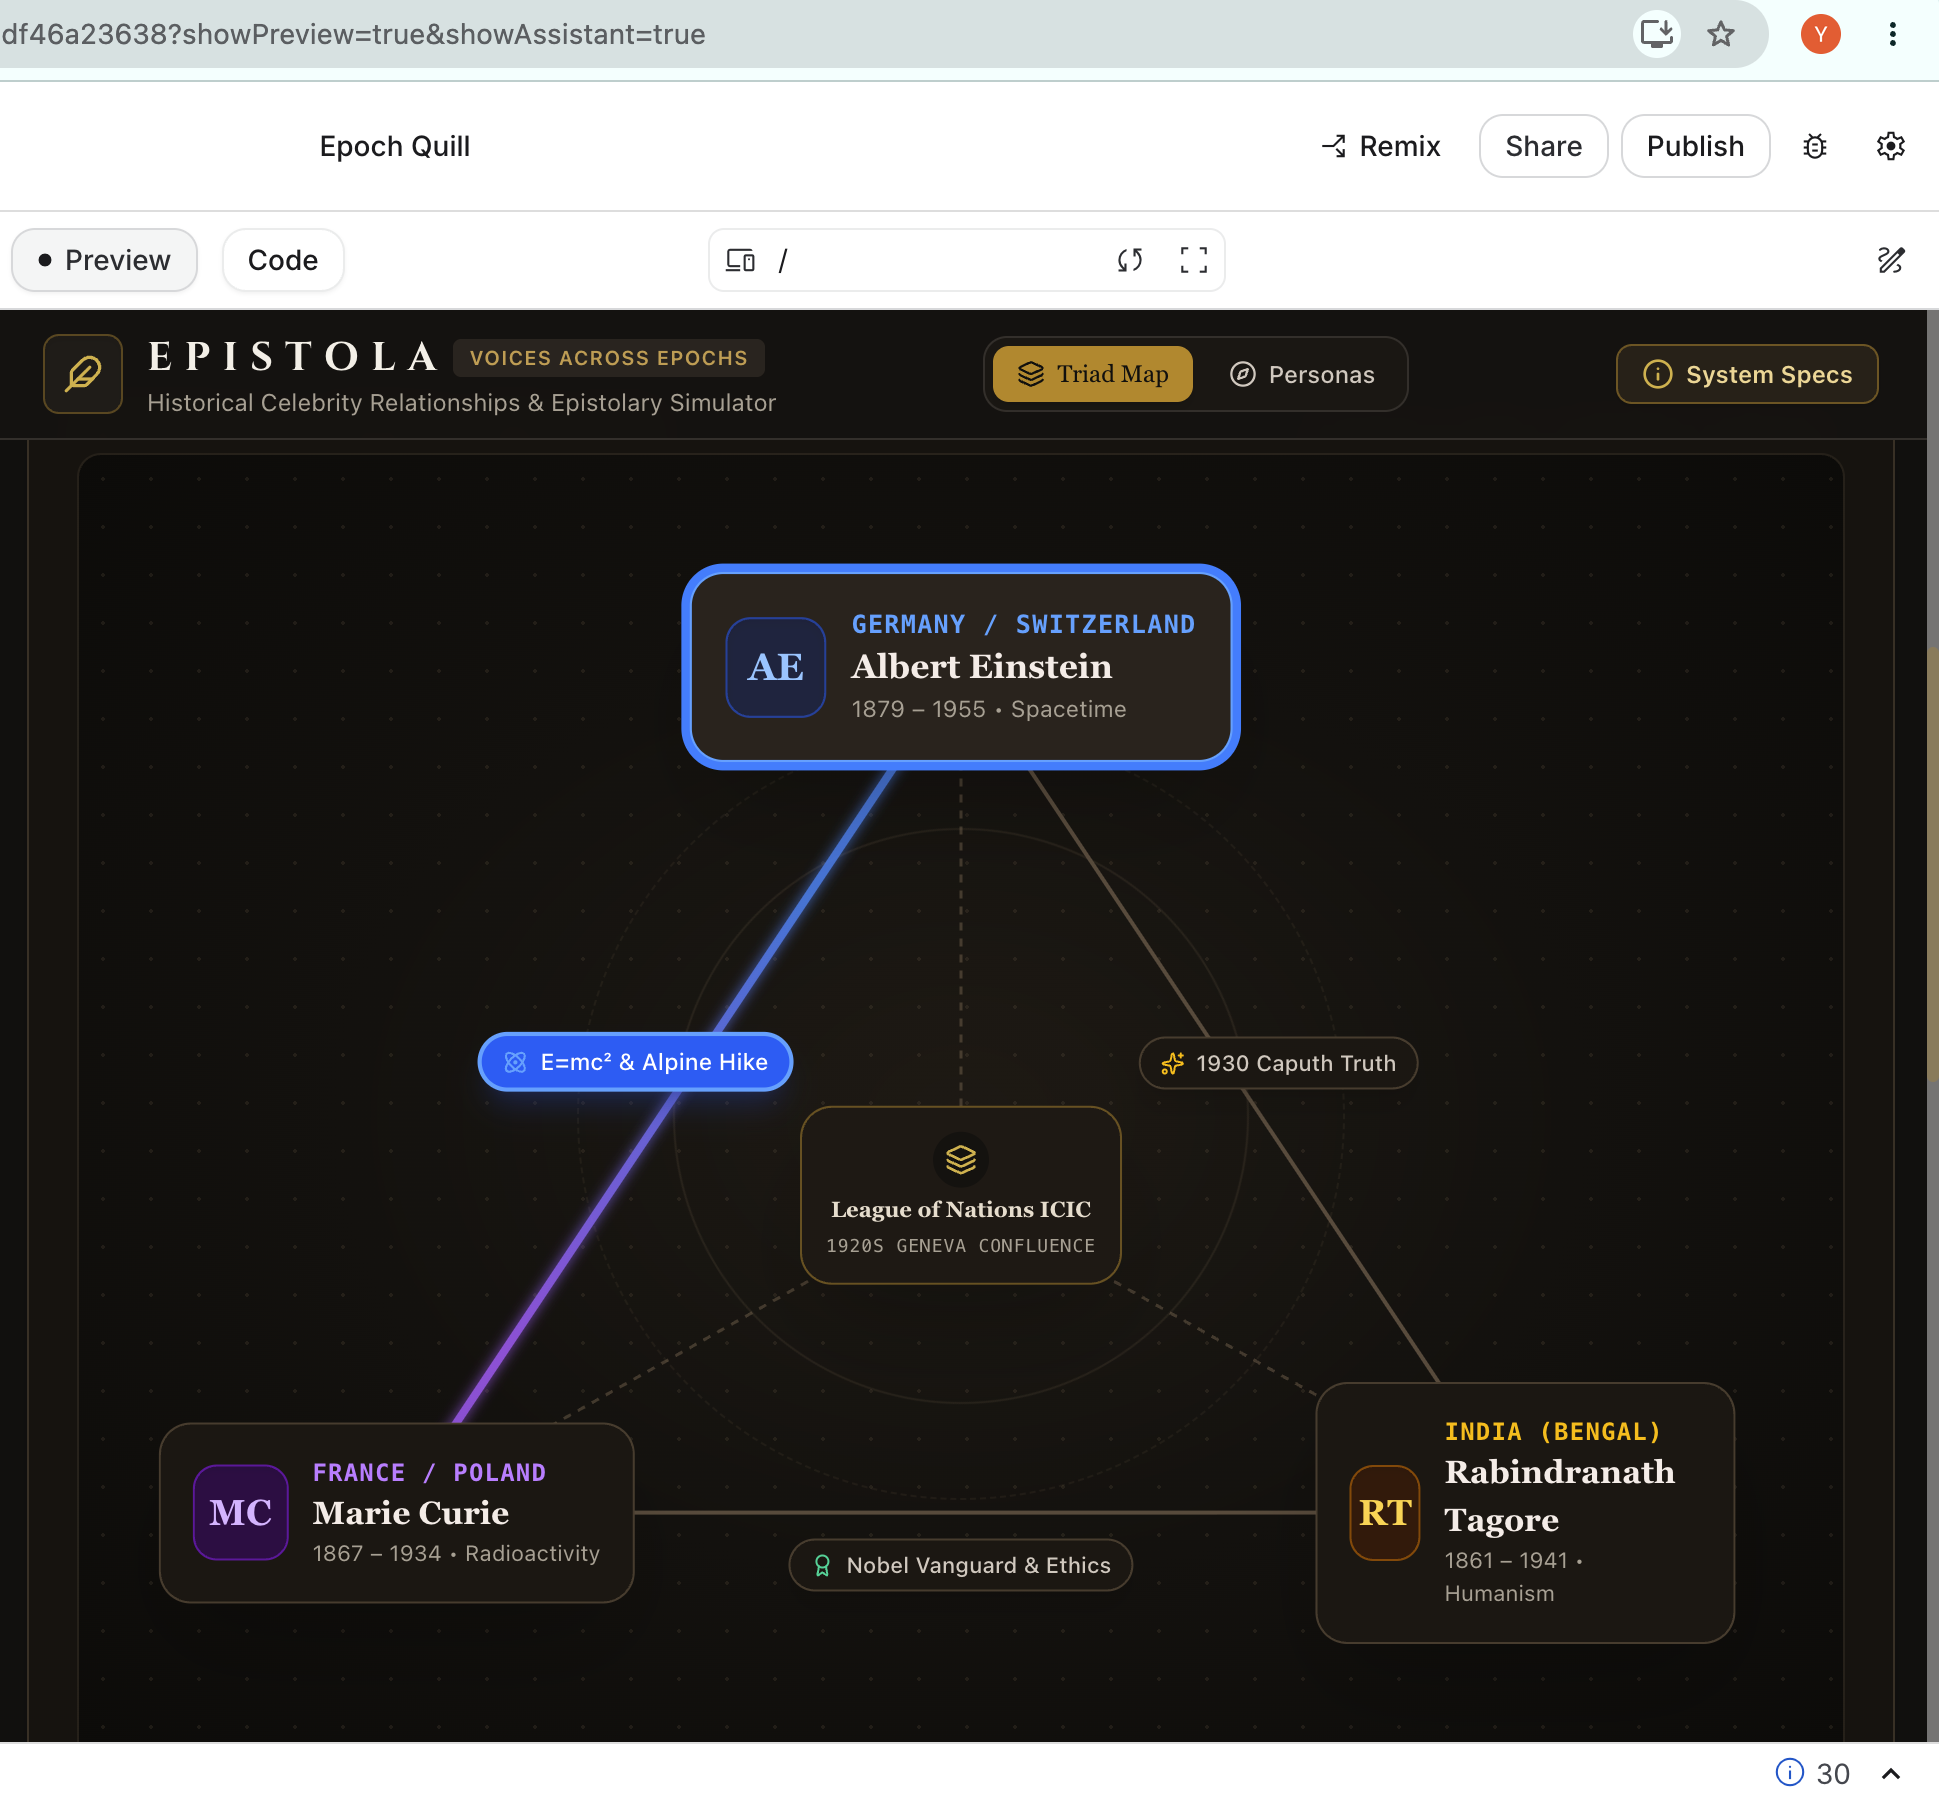 df46a23638?showPreview=true&showAssistant=true
Y
Epoch Quill
Remix
Share
Publish
Preview
Code
/
EPISTOLA
VOICES ACROSS EPOCHS
Historical Celebrity Relationships & Epistolary Simulator
Triad Map
Personas
System Specs
AE
GERMANY / SWITZERLAND
Albert Einstein
1879 – 1955 • Spacetime
E=mc² & Alpine Hike
1930 Caputh Truth
League of Nations ICIC
1920S GENEVA CONFLUENCE
MC
FRANCE / POLAND
Marie Curie
1867 – 1934 • Radioactivity
Nobel Vanguard & Ethics
RT
INDIA (BENGAL)
Rabindranath
Tagore
1861 – 1941 •
Humanism
30